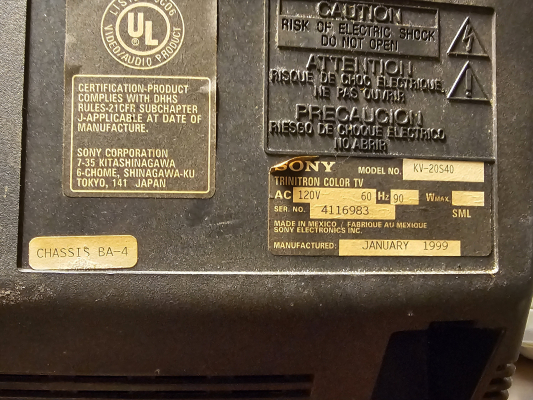 LISTED
UL
VIDEO/AUDIO PRODUCT
CERTIFICATION-PRODUCT
COMPLIES WITH DHHS
RULES-21CFR SUBCHAPTER
J-APPLICABLE AT DATE OF
MANUFACTURE.
SONY CORPORATION
7-35 KITASHINAGAWA
6-CHOME, SHINAGAWA-KU
TOKYO, 141 JAPAN
CHASSIS BA-4
CAUTION
RISK OF ELECTRIC SHOCK
DO NOT OPEN
ATTENTION
RISQUE DE CHOC ELECTRIQUE,
NE PAS OUVRIR
PRECAUCION
RIESGO DE CHOQUE ELECTRICO
NO ABRIR
SONY MODEL NO. KV-20S40
TRINITRON COLOR TV
AC 120V 60 Hz 90 WMAX.
SER. NO. 4116983 SML
MADE IN MEXICO / FABRIQUE AU MEXIQUE
SONY ELECTRONICS INC.
MANUFACTURED: JANUARY 1999